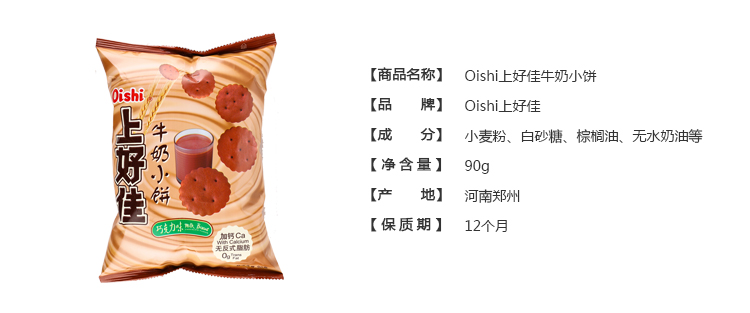 Oishi
上好佳
牛奶小饼
巧克力味
加钙Ca
With Calcium
无反式脂肪
0g Trans Fat
【商品名称】 Oishi上好佳牛奶小饼
【品 牌】 Oishi上好佳
【成 分】 小麦粉、白砂糖、棕榈油、无水奶油等
【净含量】 90g
【产 地】 河南郑州
【保质期】 12个月